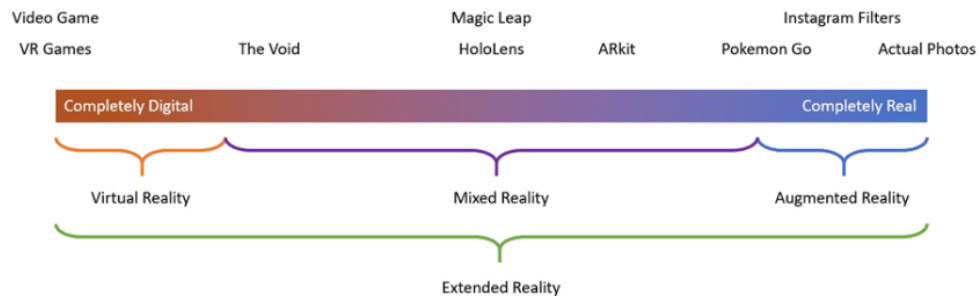 Video Game Magic Leap Instagram Filters
VR Games The Void HoloLens ARkit Pokemon Go Actual Photos
Completely Digital Completely Real
Virtual Reality Mixed Reality Augmented Reality
Extended Reality